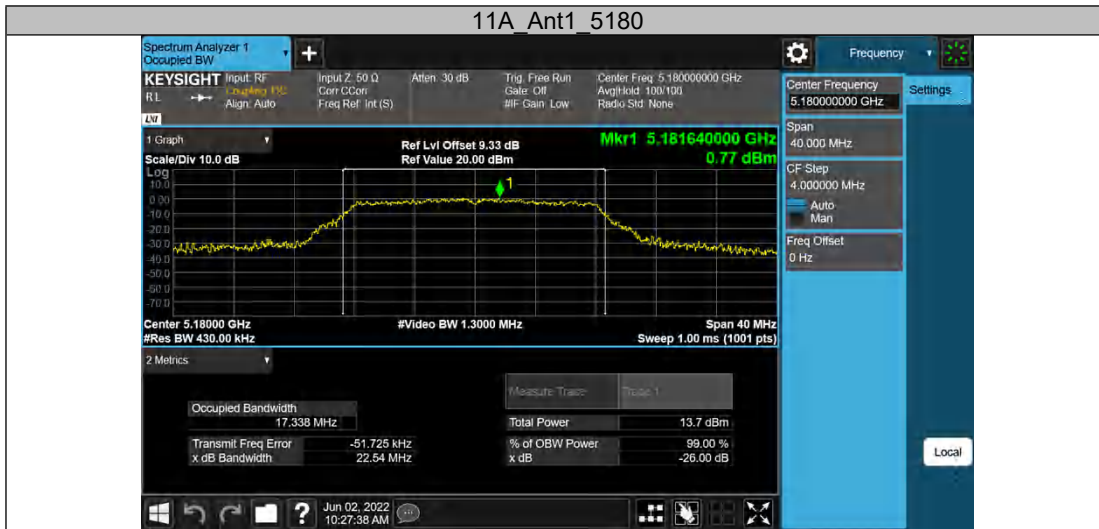 11A_Ant1_5180
Spectrum Analyzer 1
Occupied BW
Frequency
KEYSIGHT
Input: RF
Coupling: DC
Align: Auto
RL
LXI
Input Z: 50 Ω
Corr CCorr
Freq Ref: Int (S)
Atten: 30 dB
Trig: Free Run
Gate: Off
#IF Gain: Low
Center Freq: 5.180000000 GHz
Avg|Hold: 100/100
Radio Std: None
Center Frequency
5.180000000 GHz
Settings
Span
40.000 MHz
CF Step
4.000000 MHz
Auto
Man
Freq Offset
0 Hz
Local
1 Graph
Scale/Div 10.0 dB
Ref Lvl Offset 9.33 dB
Ref Value 20.00 dBm
Mkr1 5.181640000 GHz
0.77 dBm
Log
10.0
0.00
-10.0
-20.0
-30.0
-40.0
-50.0
-60.0
-70.0
1
Center 5.18000 GHz
#Res BW 430.00 kHz
#Video BW 1.3000 MHz
Span 40 MHz
Sweep 1.00 ms (1001 pts)
2 Metrics
Measure Trace
Trace 1
Occupied Bandwidth
17.338 MHz
Total Power
13.7 dBm
Transmit Freq Error
-51.725 kHz
% of OBW Power
99.00 %
x dB Bandwidth
22.54 MHz
x dB
-26.00 dB
Jun 02, 2022
10:27:38 AM